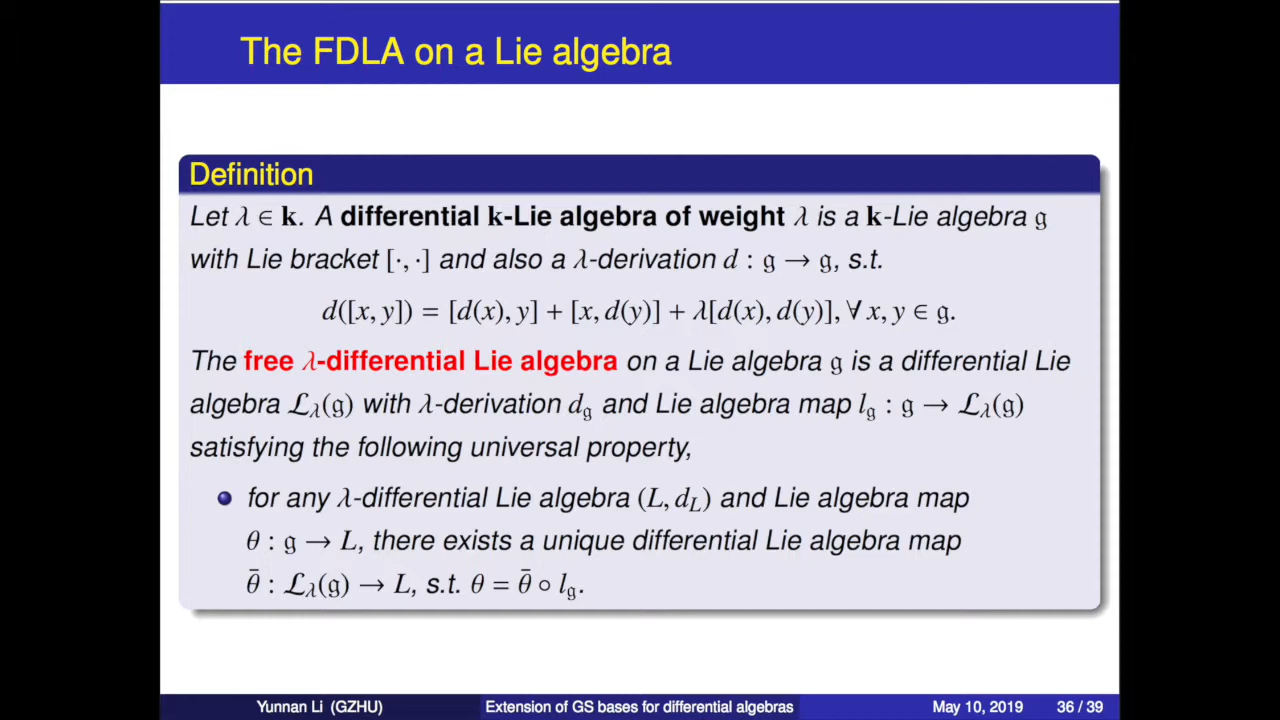 The FDLA on a Lie algebra
Definition
Let λ ∈ k. A differential k-Lie algebra of weight λ is a k-Lie algebra 𝔤
with Lie bracket [·, ·] and also a λ-derivation d : 𝔤 → 𝔤, s.t.
d([x, y]) = [d(x), y] + [x, d(y)] + λ[d(x), d(y)], ∀ x, y ∈ 𝔤.
The free λ-differential Lie algebra on a Lie algebra 𝔤 is a differential Lie
algebra ℒ_λ(𝔤) with λ-derivation d_𝔤 and Lie algebra map l_𝔤 : 𝔤 → ℒ_λ(𝔤)
satisfying the following universal property,
for any λ-differential Lie algebra (L, d_L) and Lie algebra map
θ : 𝔤 → L, there exists a unique differential Lie algebra map
θ̄ : ℒ_λ(𝔤) → L, s.t. θ = θ̄ ∘ l_𝔤.
Yunnan Li (GZHU) Extension of GS bases for differential algebras May 10, 2019 36 / 39